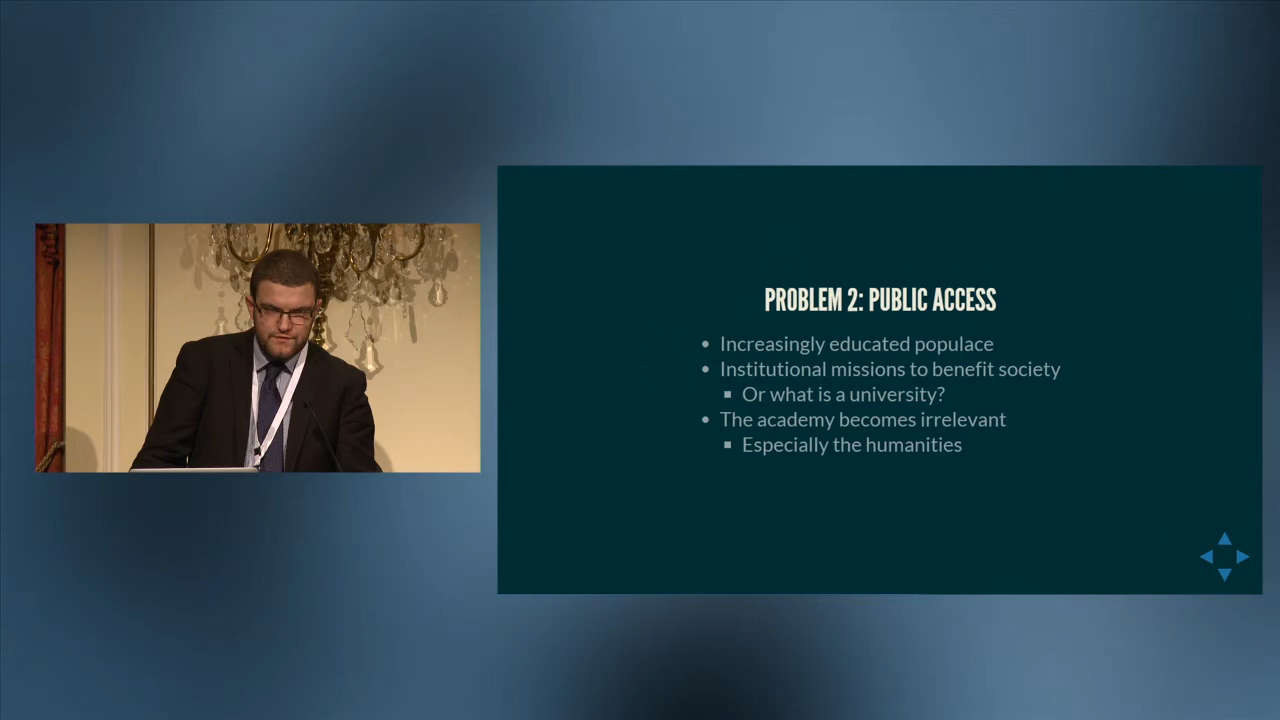 PROBLEM 2: PUBLIC ACCESS
Increasingly educated populace
Institutional missions to benefit society
Or what is a university?
The academy becomes irrelevant
Especially the humanities